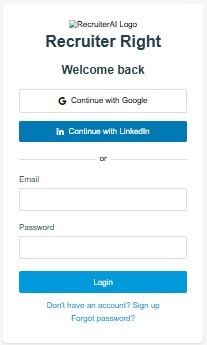 RecruiterAI Logo
Recruiter Right
Welcome back
Continue with Google
Continue with LinkedIn
or
Email
Password
Login
Don't have an account? Sign up
Forgot password?